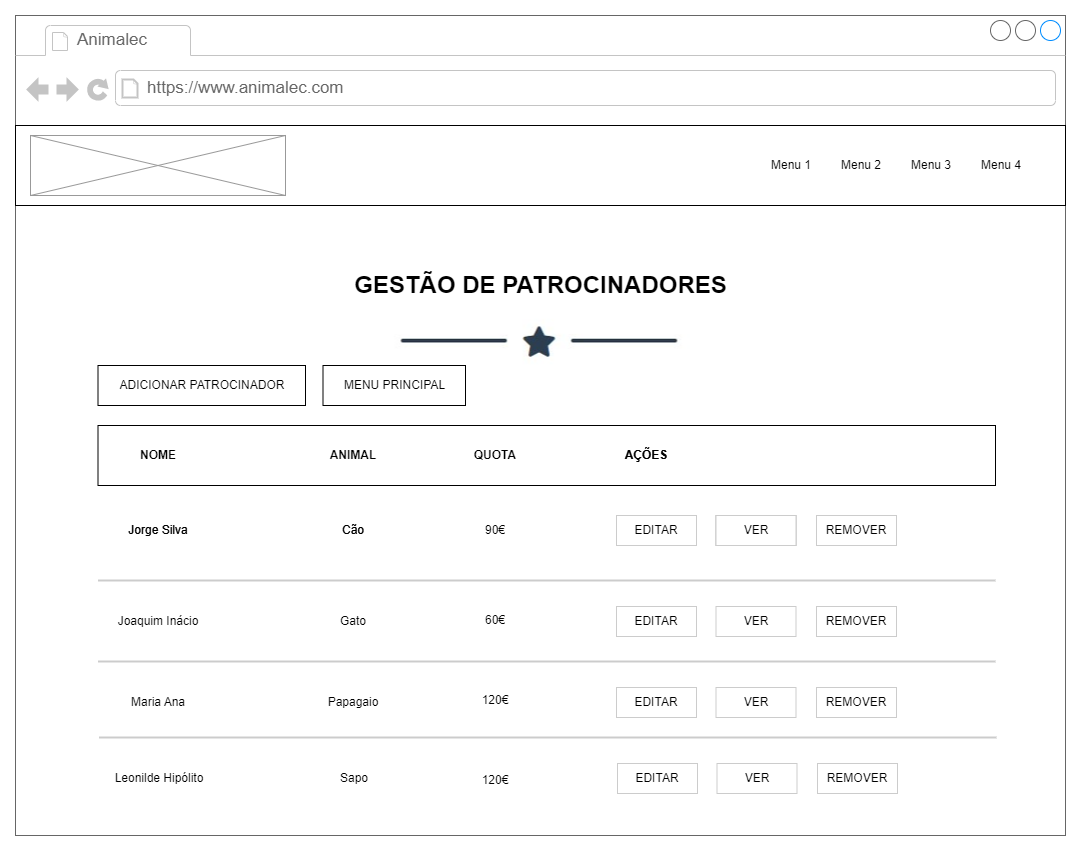 Animalec
https://www.animalec.com
Menu 1 Menu 2 Menu 3 Menu 4
GESTÃO DE PATROCINADORES
ADICIONAR PATROCINADOR MENU PRINCIPAL
NOME ANIMAL QUOTA AÇÕES
Jorge Silva Cão 90€ EDITAR VER REMOVER
Joaquim Inácio Gato 60€ EDITAR VER REMOVER
Maria Ana Papagaio 120€ EDITAR VER REMOVER
Leonilde Hipólito Sapo 120€ EDITAR VER REMOVER